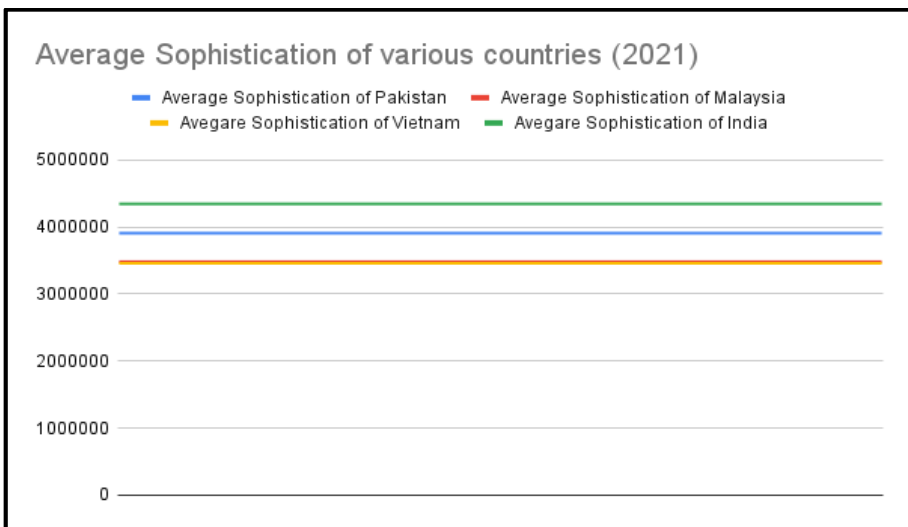 Average Sophistication of various countries (2021)
Average Sophistication of Pakistan Average Sophistication of Malaysia
Avegare Sophistication of Vietnam Avegare Sophistication of India
5000000
4000000
3000000
2000000
1000000
0